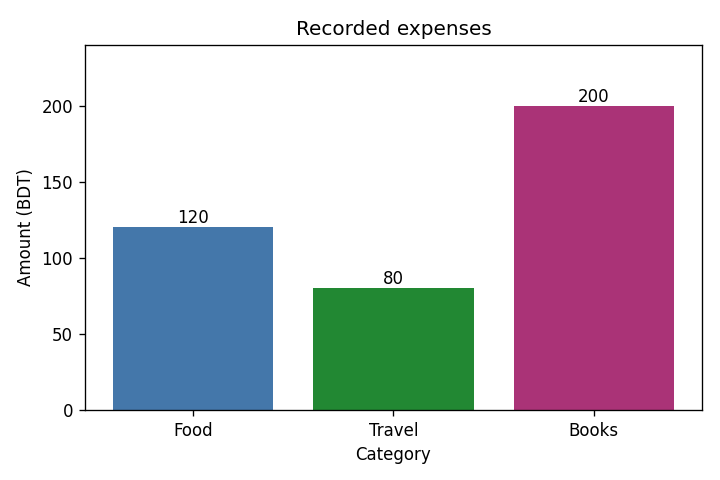 Recorded expenses
Amount (BDT)
200
150
100
50
0
120
80
200
Food
Travel
Books
Category